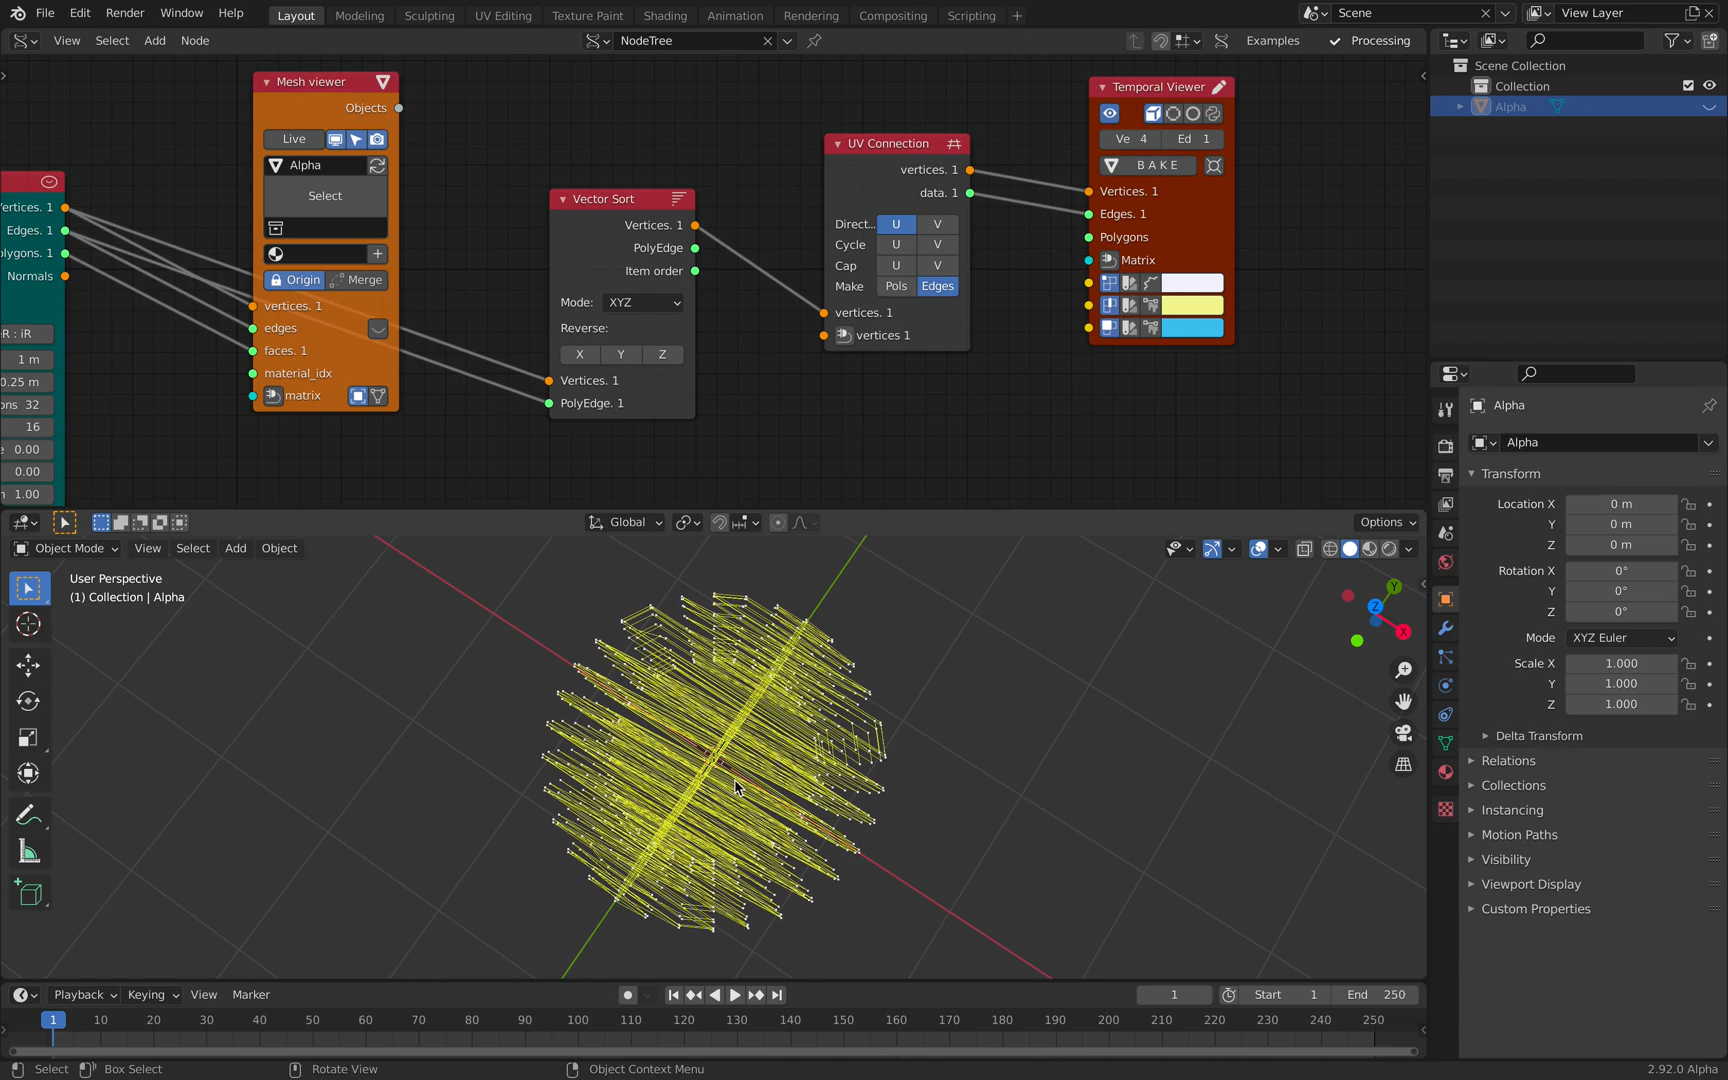 File Edit Render Window Help Layout Modeling Sculpting UV Editing Texture Paint Shading Animation Rendering Compositing Scripting + Scene View Layer
View Select Add Node NodeTree Examples Processing
Scene Collection
Collection
Alpha
Mesh viewer
Objects
Live
Alpha
Select
Origin Merge
vertices. 1
edges
faces. 1
material_idx
matrix
Edges. 1
Normals
R : iR
1 m
0.25 m
32
16
0.00
0.00
1.00
Vector Sort
Vertices. 1
PolyEdge
Item order
Mode: XYZ
Reverse:
X Y Z
Vertices. 1
PolyEdge. 1
UV Connection
vertices. 1
data. 1
Direct... U V
Cycle U V
Cap U V
Make Pols Edges
vertices. 1
vertices 1
Temporal Viewer
Ve 4 Ed 1
BAKE
Vertices. 1
Edges. 1
Polygons
Matrix
Global Options
Object Mode View Select Add Object
User Perspective
(1) Collection | Alpha
Y
Z
X
Alpha
Alpha
Transform
Location X 0 m
Y 0 m
Z 0 m
Rotation X 0°
Y 0°
Z 0°
Mode XYZ Euler
Scale X 1.000
Y 1.000
Z 1.000
Delta Transform
Relations
Collections
Instancing
Motion Paths
Visibility
Viewport Display
Custom Properties
Playback Keying View Marker 1 Start 1 End 250
1 10 20 30 40 50 60 70 80 90 100 110 120 130 140 150 160 170 180 190 200 210 220 230 240 250
Select Box Select Rotate View Object Context Menu 2.92.0 Alpha